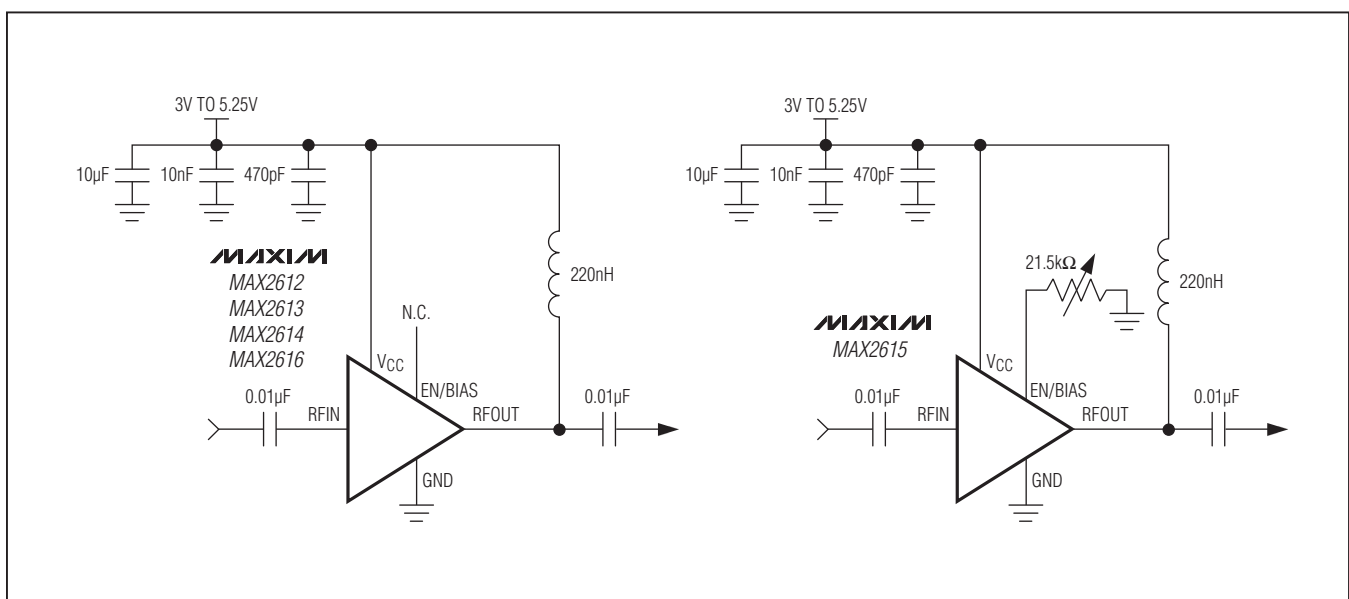 3V TO 5.25V
10µF
10nF
470pF
220nH
MAXIM
MAX2612
MAX2613
MAX2614
MAX2616
N.C.
VCC
EN/BIAS
0.01µF
RFIN
RFOUT
0.01µF
GND
3V TO 5.25V
10µF
10nF
470pF
21.5kΩ
220nH
MAXIM
MAX2615
VCC
EN/BIAS
0.01µF
RFIN
RFOUT
0.01µF
GND